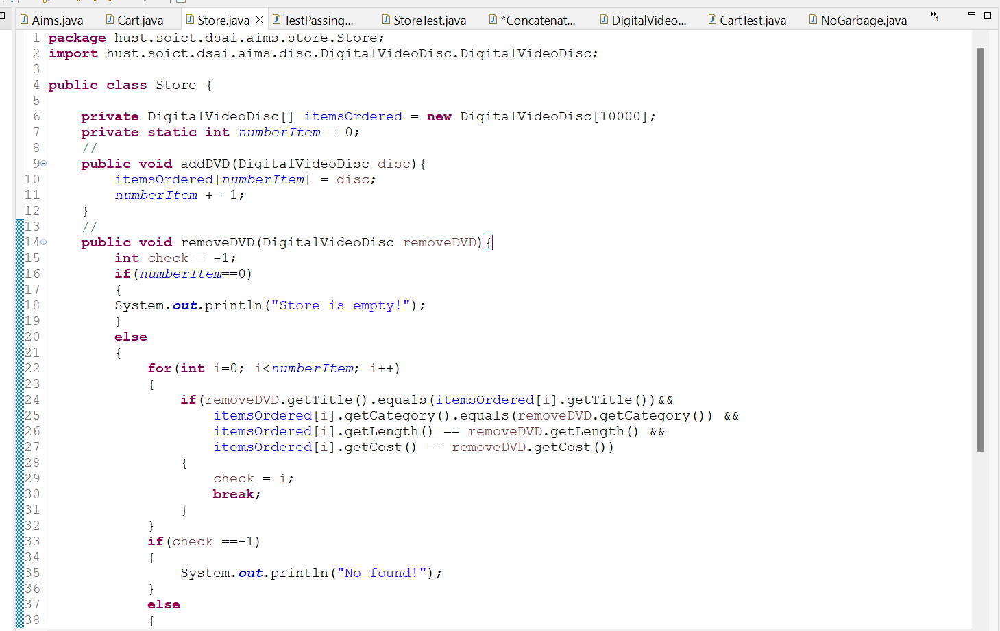 Aims.java Cart.java Store.java TestPassing... StoreTest.java *Concatenat... DigitalVideo... CartTest.java NoGarbage.java »1
1 package hust.soict.dsai.aims.store.Store;
2 import hust.soict.dsai.aims.disc.DigitalVideoDisc.DigitalVideoDisc;
3
4 public class Store {
5
6     private DigitalVideoDisc[] itemsOrdered = new DigitalVideoDisc[10000];
7     private static int numberItem = 0;
8     //
9     public void addDVD(DigitalVideoDisc disc){
10         itemsOrdered[numberItem] = disc;
11         numberItem += 1;
12     }
13     //
14     public void removeDVD(DigitalVideoDisc removeDVD){
15         int check = -1;
16         if(numberItem==0)
17         {
18         System.out.println("Store is empty!");
19         }
20         else
21         {
22             for(int i=0; i<numberItem; i++)
23             {
24                 if(removeDVD.getTitle().equals(itemsOrdered[i].getTitle())&&
25                     itemsOrdered[i].getCategory().equals(removeDVD.getCategory()) &&
26                     itemsOrdered[i].getLength() == removeDVD.getLength() &&
27                     itemsOrdered[i].getCost() == removeDVD.getCost())
28                 {
29                     check = i;
30                     break;
31                 }
32             }
33             if(check ==-1)
34             {
35                 System.out.println("No found!");
36             }
37             else
38             {